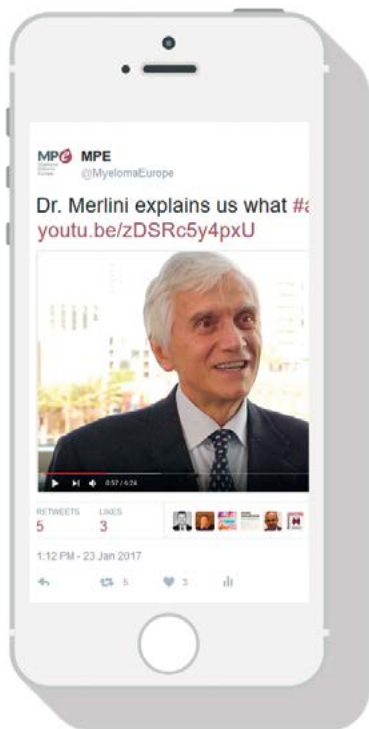 MPe MPE
@MyelomaEurope
Dr. Merlini explains us what #a
youtu.be/zDSRc5y4pxU
0:57 / 6:24
RETWEETS LIKES
5 3
1:12 PM - 23 Jan 2017
5 3